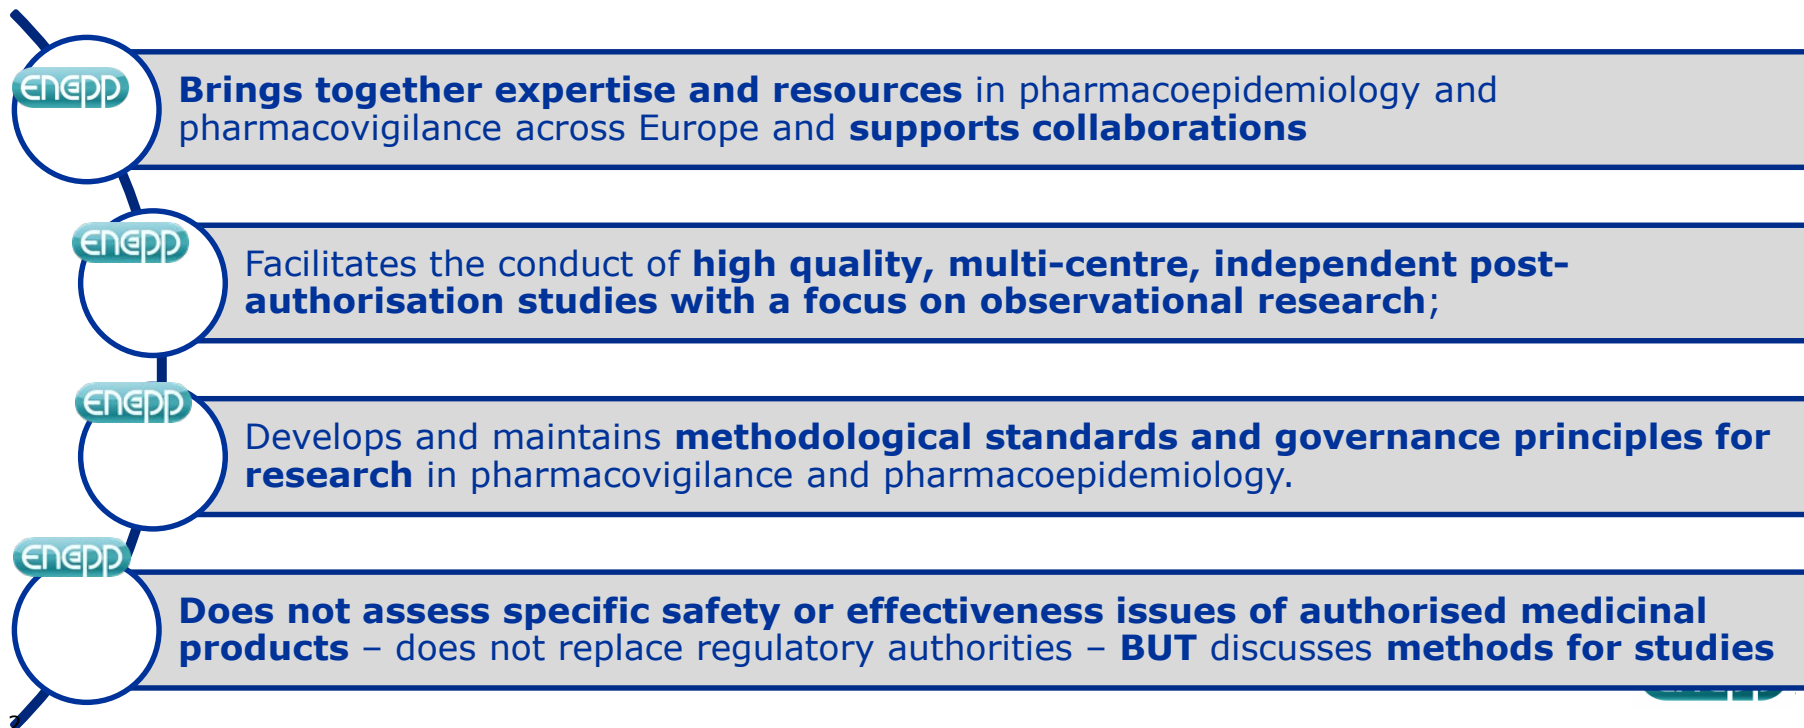 ENCePP
Brings together expertise and resources in pharmacoepidemiology and
pharmacovigilance across Europe and supports collaborations
ENCePP
Facilitates the conduct of high quality, multi-centre, independent post-
authorisation studies with a focus on observational research;
ENCePP
Develops and maintains methodological standards and governance principles for
research in pharmacovigilance and pharmacoepidemiology.
ENCePP
Does not assess specific safety or effectiveness issues of authorised medicinal
products – does not replace regulatory authorities – BUT discusses methods for studies